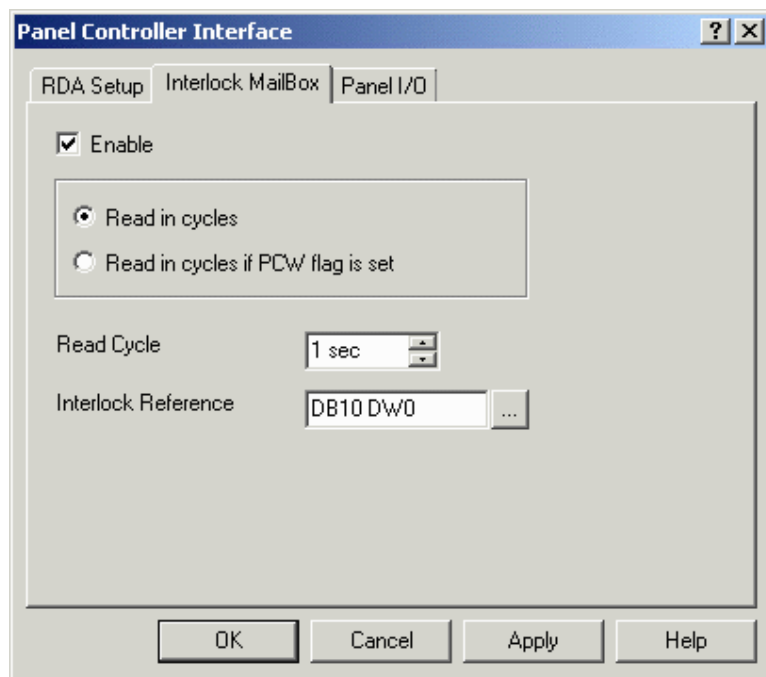 Panel Controller Interface
RDA Setup Interlock MailBox Panel I/O
Enable
Read in cycles
Read in cycles if PCW flag is set
Read Cycle 1 sec
Interlock Reference DB10 DW0 ...
OK Cancel Apply Help